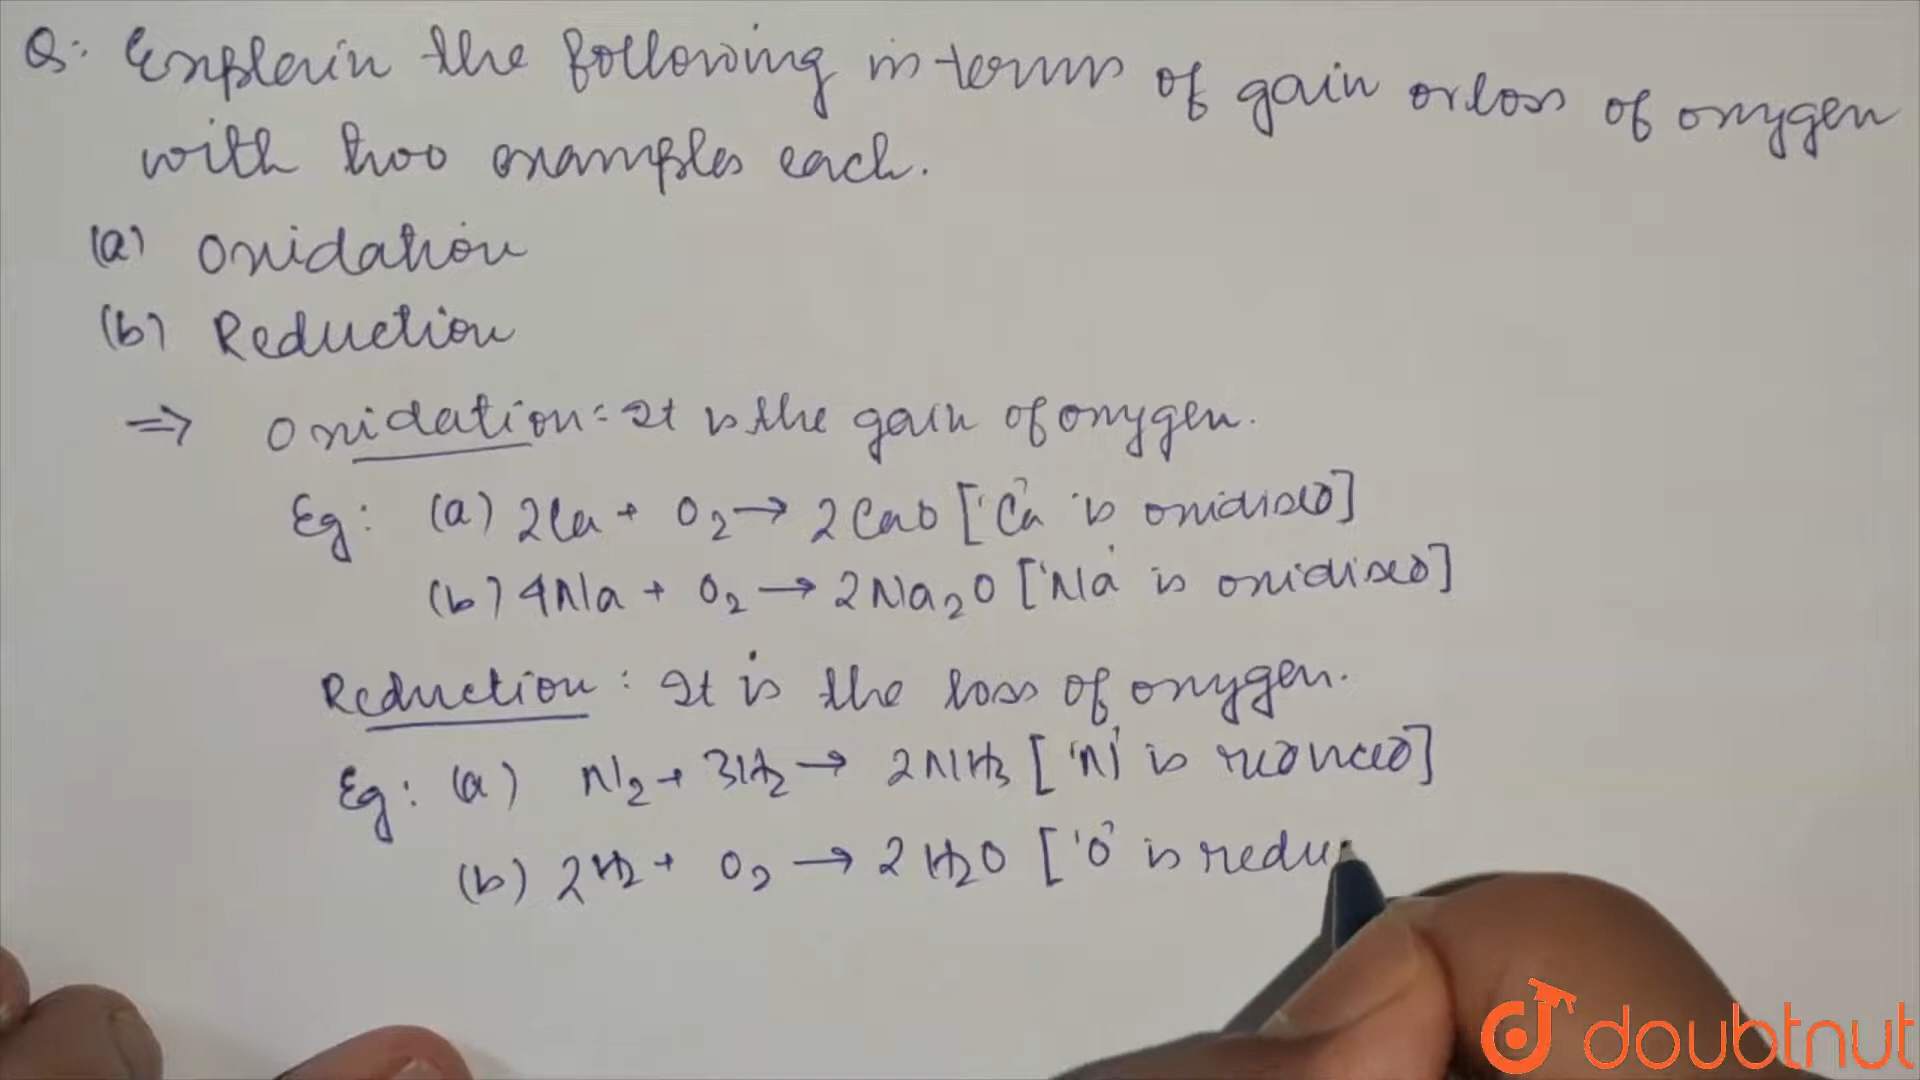 Q: Explain the following in terms of gain or loss of oxygen
with two examples each.
(a) Oxidation
(b) Reduction
⇒ Oxidation: It is the gain of oxygen.
Eg: (a) 2Ca + O₂ → 2CaO ['Ca' is oxidised]
(b) 4Na + O₂ → 2Na₂O ['Na' is oxidised]
Reduction: It is the loss of oxygen.
Eg: (a) N₂ + 3H₂ → 2NH₃ ['N' is reduced]
(b) 2H₂ + O₂ → 2H₂O ['O' is redu
doubtnut